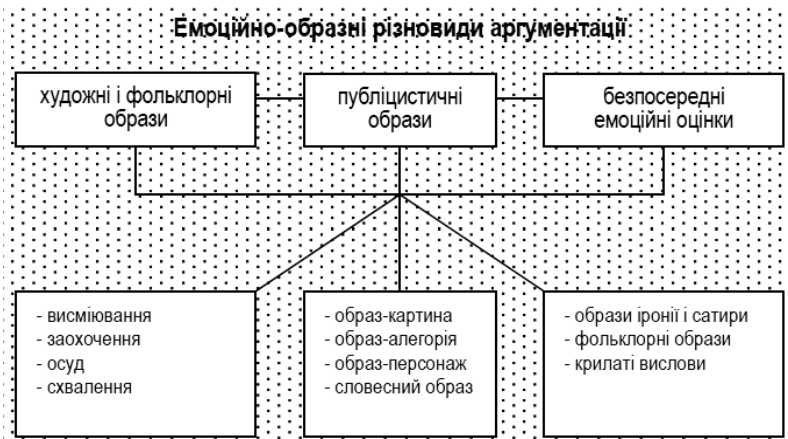 Емоційно-образні різновиди аргументації
художні і фольклорні
образи
публіцистичні
образи
безпосередні
емоційні оцінки
- висміювання
- заохочення
- осуд
- схвалення
- образ-картина
- образ-алегорія
- образ-персонаж
- словесний образ
- образи іронії і сатири
- фольклорні образи
- крилаті вислови